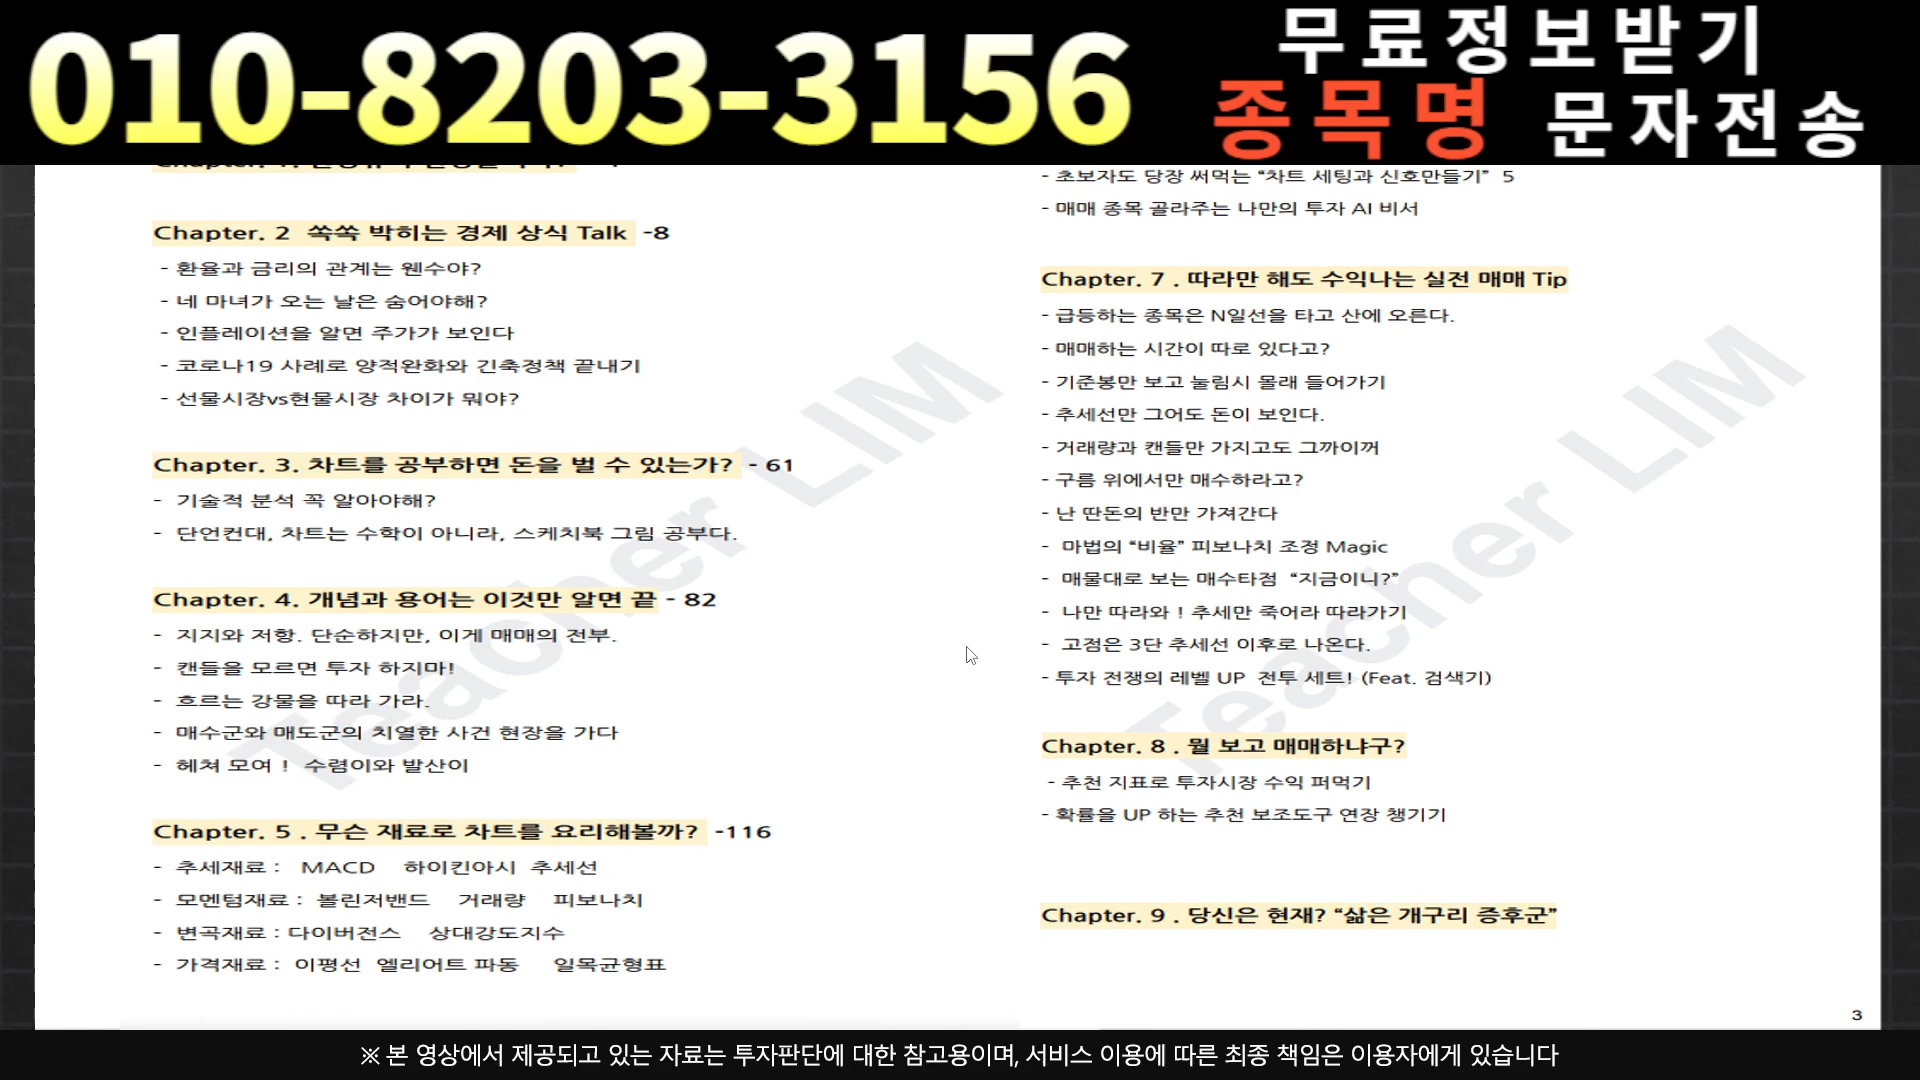 010-8203-3156
무료정보받기
종목명 문자전송
Chapter. 2 쏙쏙 박히는 경제 상식 Talk -8
- 환율과 금리의 관계는 웬수야?
- 네 마녀가 오는 날은 숨어야해?
- 인플레이션을 알면 주가가 보인다
- 코로나19 사례로 양적완화와 긴축정책 끝내기
- 선물시장vs현물시장 차이가 뭐야?
Chapter. 3. 차트를 공부하면 돈을 벌 수 있는가? - 61
- 기술적 분석 꼭 알아야해?
- 단언컨대, 차트는 수학이 아니라, 스케치북 그림 공부다.
Chapter. 4. 개념과 용어는 이것만 알면 끝 - 82
- 지지와 저항. 단순하지만, 이게 매매의 전부.
- 캔들을 모르면 투자 하지마!
- 흐르는 강물을 따라 가라.
- 매수군와 매도군의 치열한 사건 현장을 가다
- 헤쳐 모여 ! 수렴이와 발산이
Chapter. 5 . 무슨 재료로 차트를 요리해볼까? -116
- 추세재료 : MACD 하이킨아시 추세선
- 모멘텀재료 : 볼린저밴드 거래량 피보나치
- 변곡재료 : 다이버전스 상대강도지수
- 가격재료 : 이평선 엘리어트 파동 일목균형표
- 초보자도 당장 써먹는 “차트 세팅과 신호만들기” 5
- 매매 종목 골라주는 나만의 투자 AI 비서
Chapter. 7 . 따라만 해도 수익나는 실전 매매 Tip
- 급등하는 종목은 N일선을 타고 산에 오른다.
- 매매하는 시간이 따로 있다고?
- 기준봉만 보고 눌림시 몰래 들어가기
- 추세선만 그어도 돈이 보인다.
- 거래량과 캔들만 가지고도 그까이꺼
- 구름 위에서만 매수하라고?
- 난 딴돈의 반만 가져간다
- 마법의 “비율” 피보나치 조정 Magic
- 매물대로 보는 매수타점 “지금이니?”
- 나만 따라와 ! 추세만 죽어라 따라가기
- 고점은 3단 추세선 이후로 나온다.
- 투자 전쟁의 레벨 UP 전투 세트! (Feat. 검색기)
Chapter. 8 . 뭘 보고 매매하냐구?
- 추천 지표로 투자시장 수익 퍼먹기
- 확률을 UP 하는 추천 보조도구 연장 챙기기
Chapter. 9 . 당신은 현재? “삶은 개구리 증후군”
Teacher LIM
Teacher LIM
3
※ 본 영상에서 제공되고 있는 자료는 투자판단에 대한 참고용이며, 서비스 이용에 따른 최종 책임은 이용자에게 있습니다